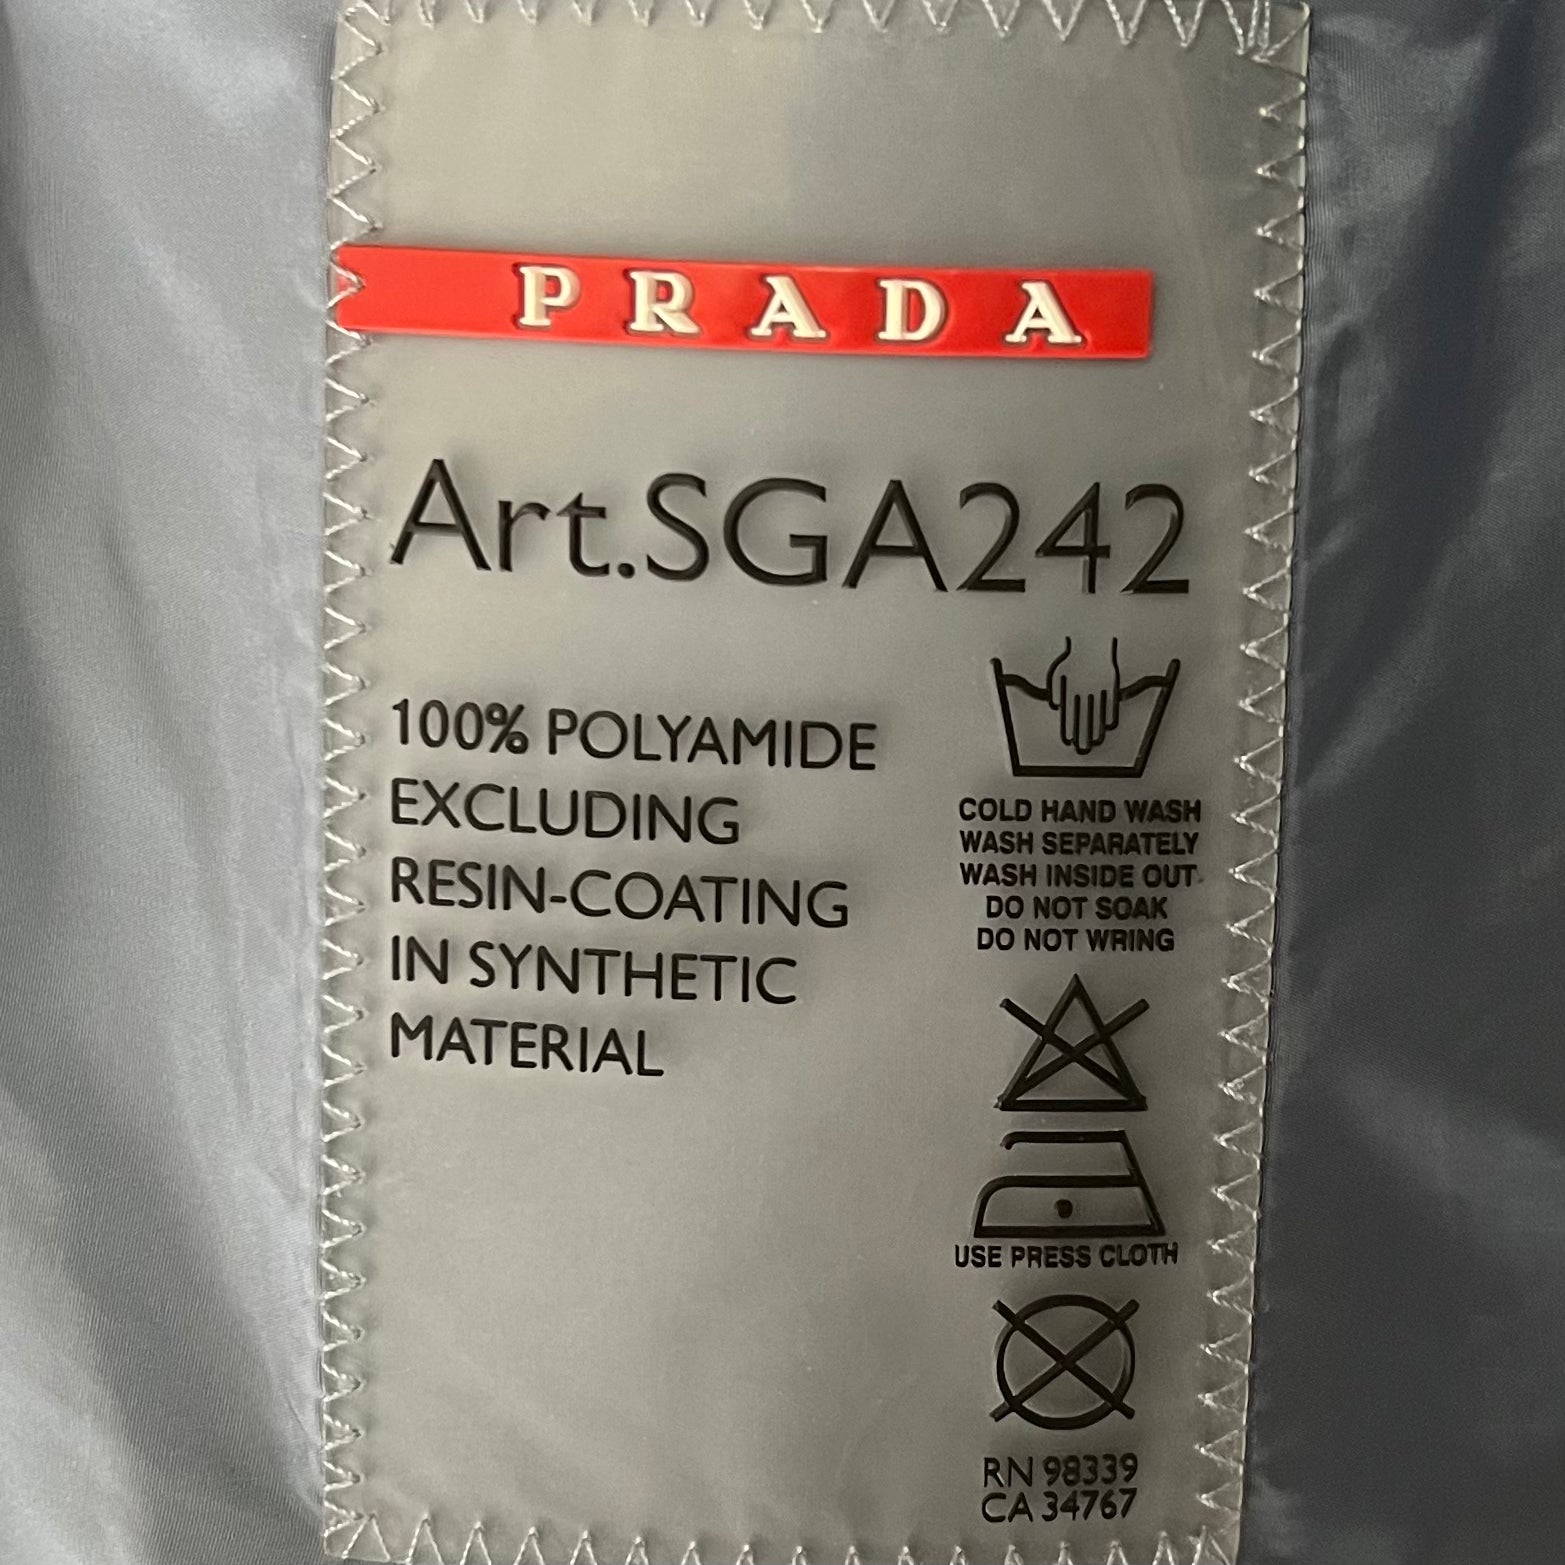 PRADA
Art.SGA242
100% POLYAMIDE
EXCLUDING
RESIN-COATING
IN SYNTHETIC
MATERIAL
COLD HAND WASH
WASH SEPARATELY
WASH INSIDE OUT
DO NOT SOAK
DO NOT WRING
USE PRESS CLOTH
RN 98339
CA 34767